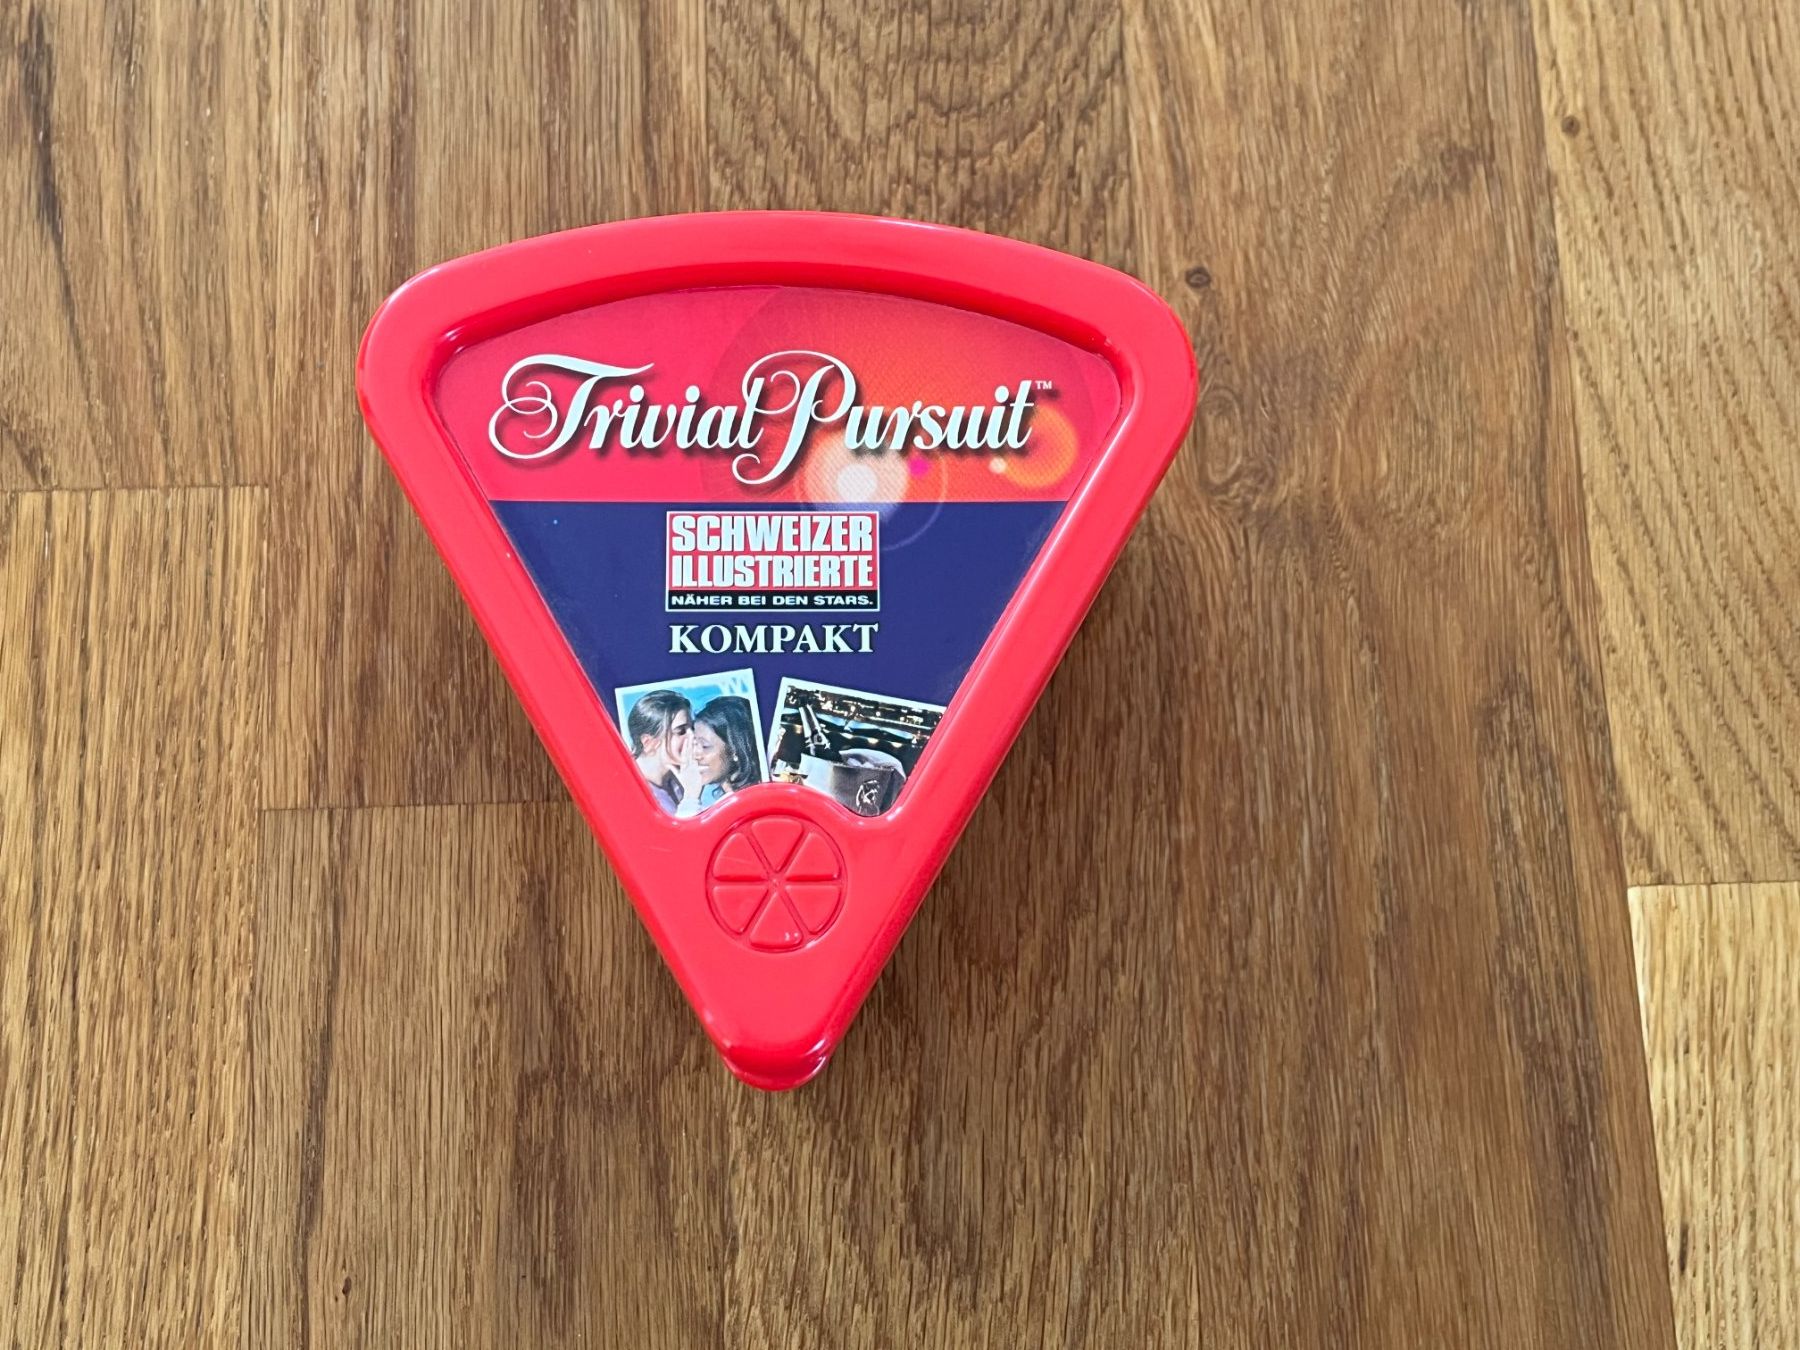 Trivial Pursuit™
SCHWEIZER
ILLUSTRIERTE
NÄHER BEI DEN STARS.
KOMPAKT